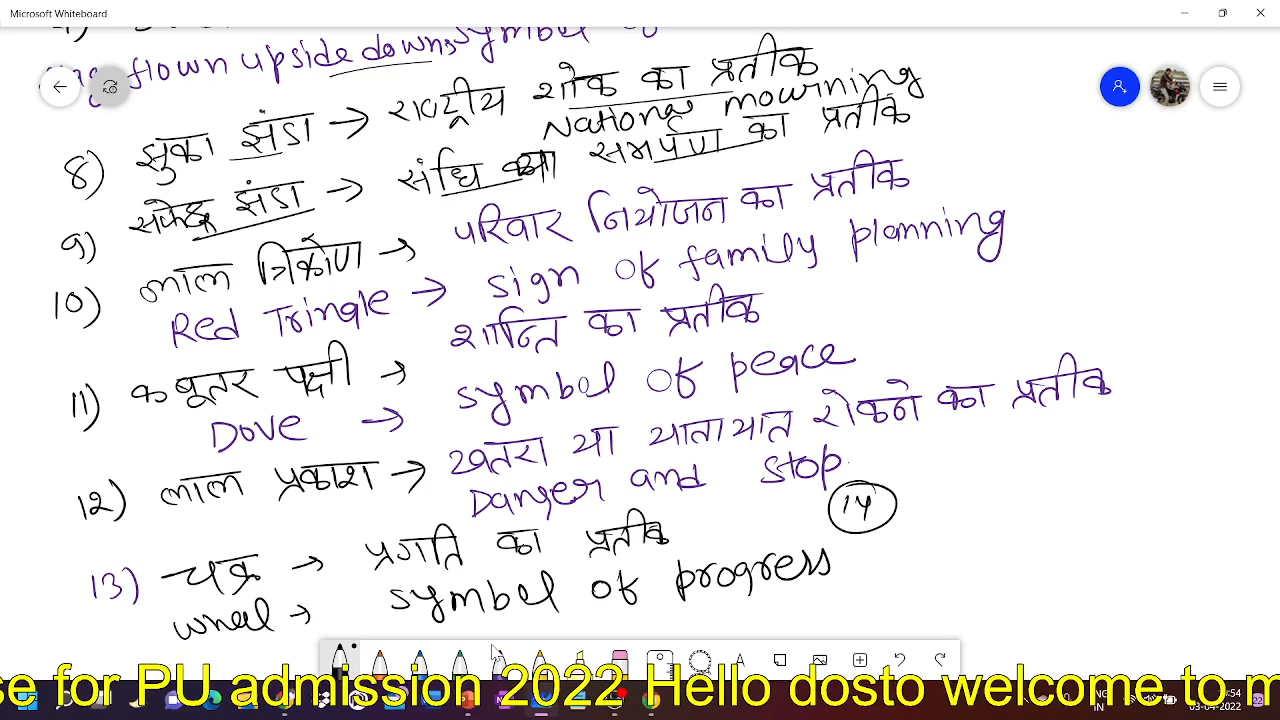 Microsoft Whiteboard
flown upside down, symbol
8) झुका झंडा → राष्ट्रीय शोक का प्रतीक
National mourning
9) सफेद झंडा → संधि या समर्पण का प्रतीक
10) लाल त्रिकोण → परिवार नियोजन का प्रतीक
Red Tringle → sign of family planning
11) कबूतर पक्षी → शान्ति का प्रतीक
Dove → symbol of peace
12) लाल प्रकाश → खतरा या यातायात रोकने का प्रतीक
Danger and stop
14
13) चक्र → प्रगति का प्रतीक
wheel → symbol of progress
se for PU admission 2022 Hello dosto welcome to m
03-04-2022